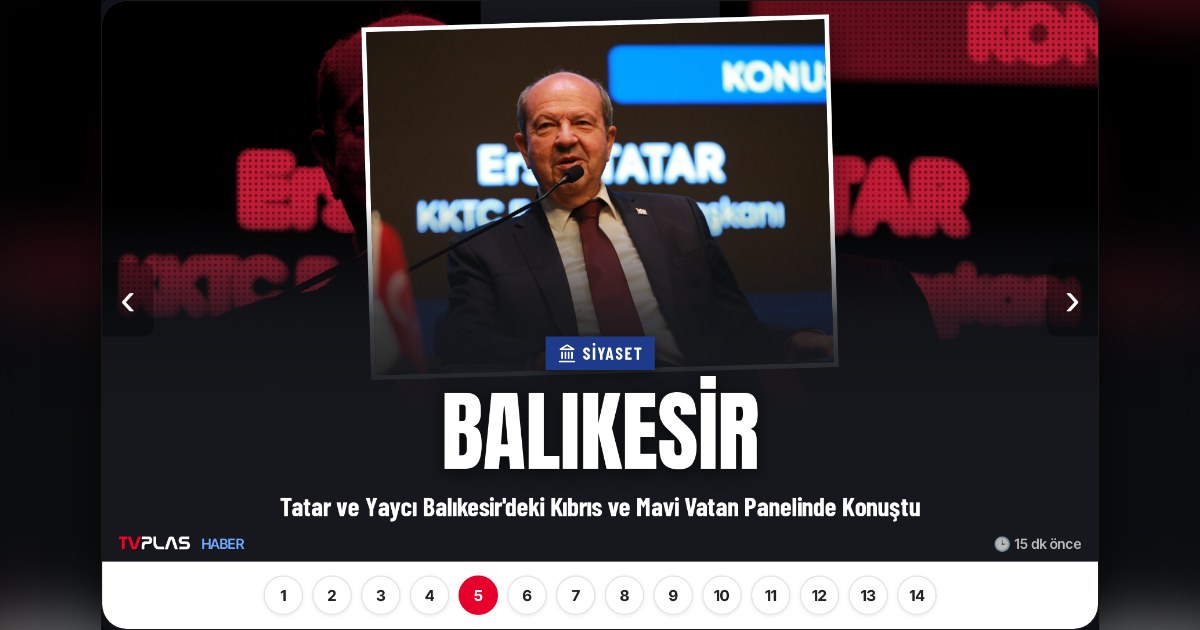 KONU
TATAR
KKTC
şkanı
SİYASET
BALIKESİR
Tatar ve Yaycı Balıkesir'deki Kıbrıs ve Mavi Vatan Panelinde Konuştu
TVPLAS HABER
15 dk önce
1 2 3 4 5 6 7 8 9 10 11 12 13 14